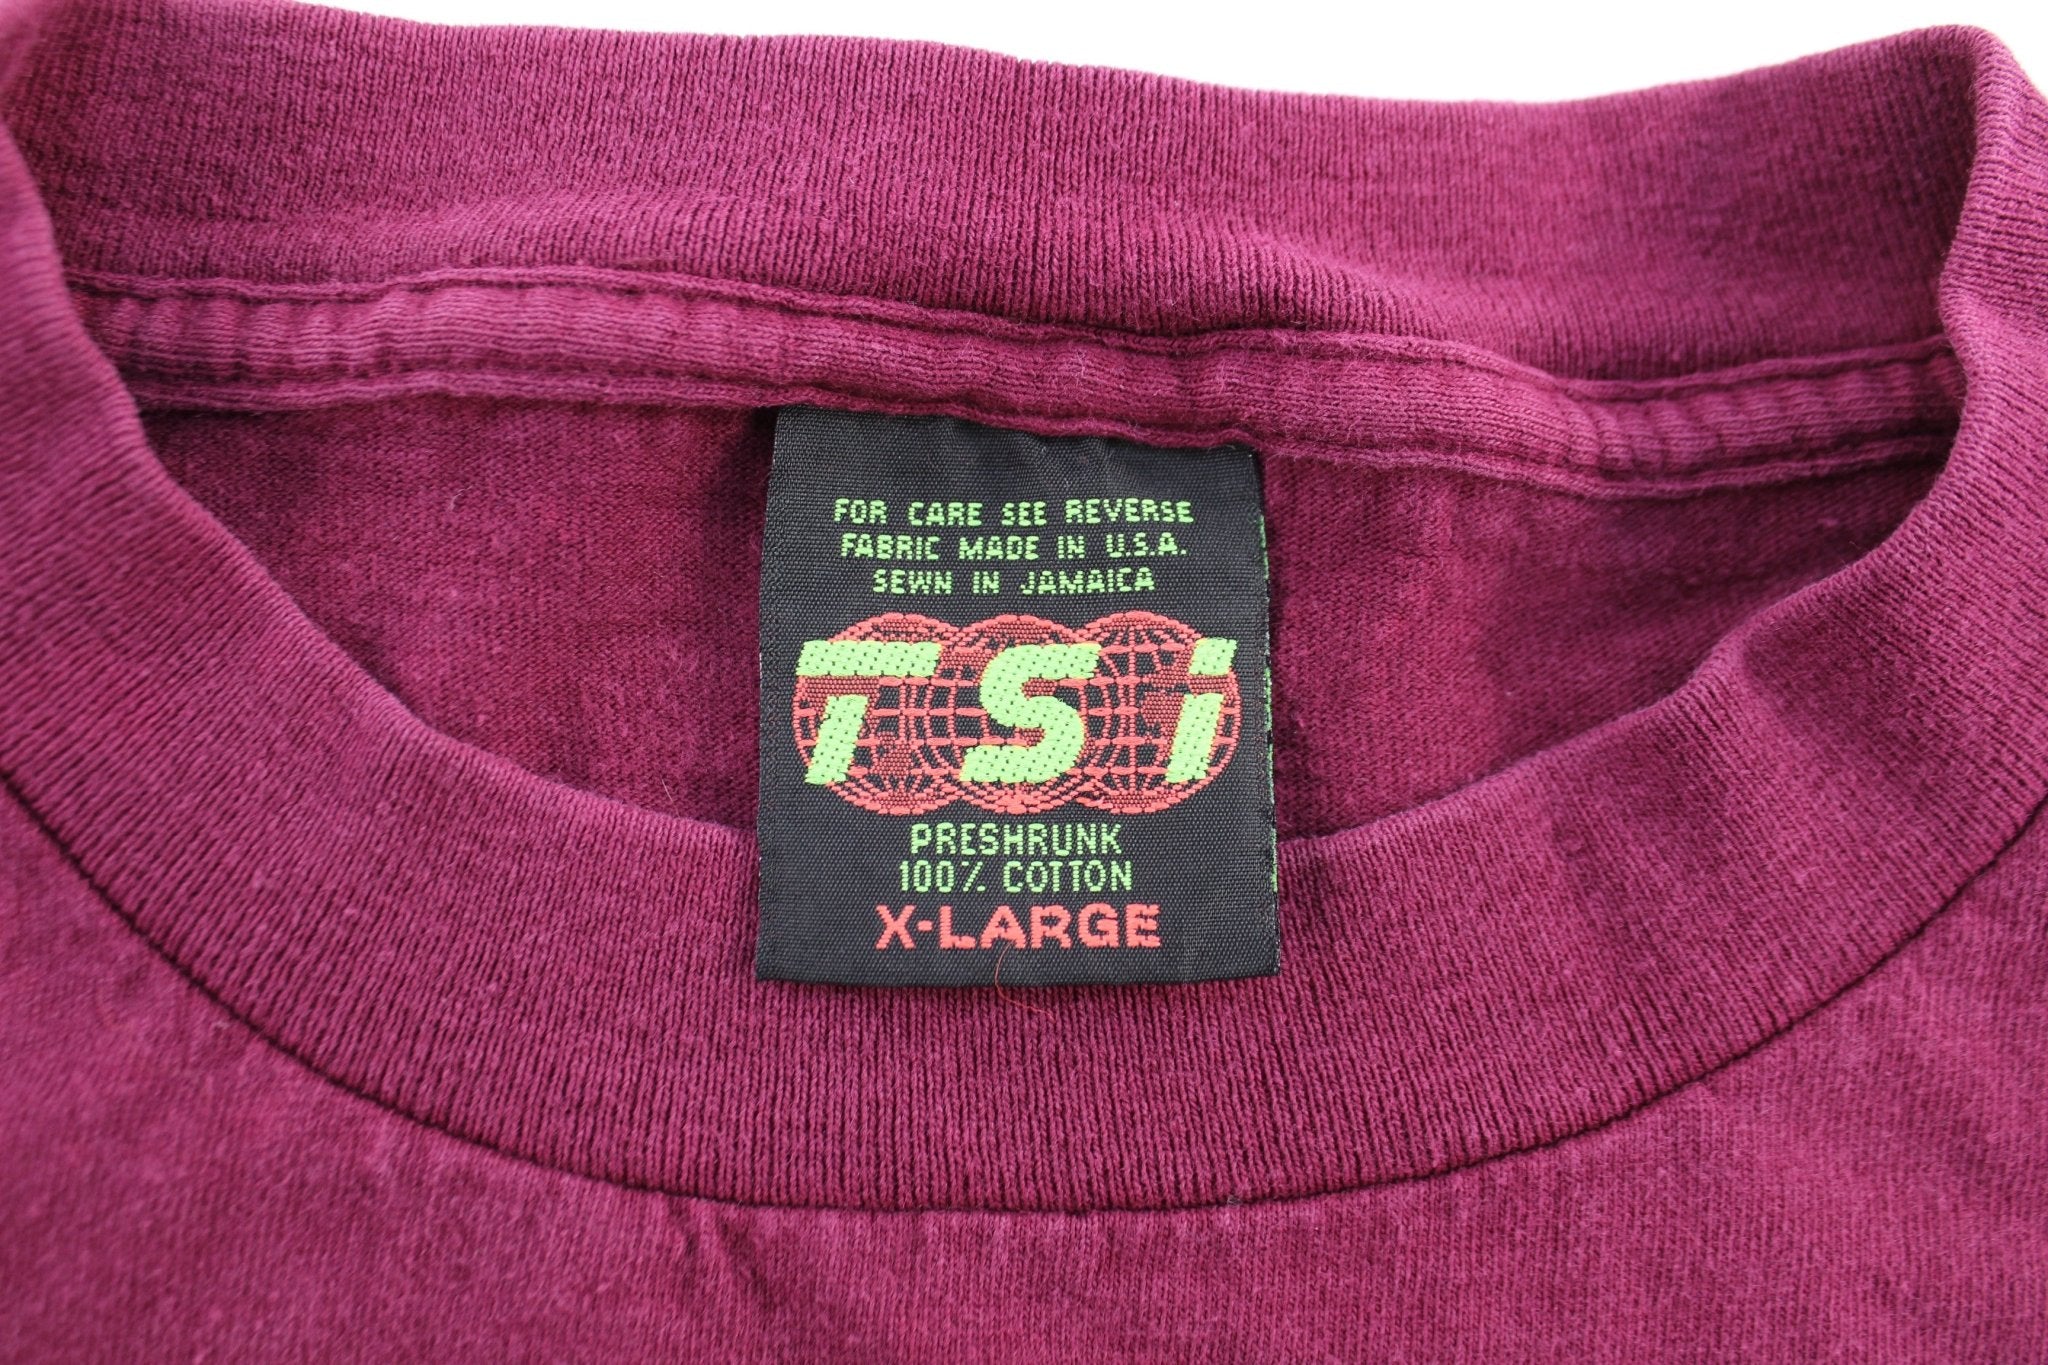 FOR CARE SEE REVERSE
FABRIC MADE IN U.S.A.
SEWN IN JAMAICA
TSi
PRESHRUNK
100% COTTON
X-LARGE